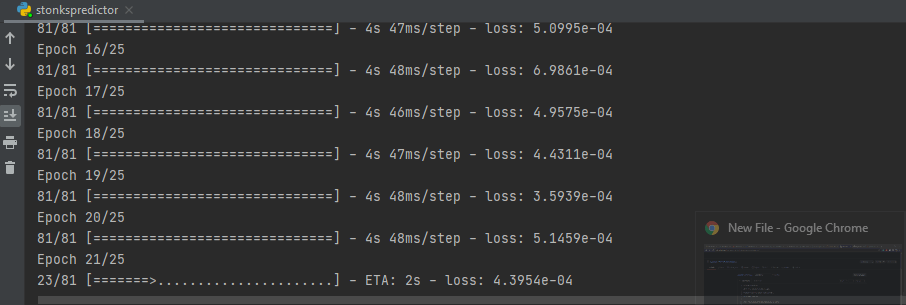 stonkspredictor
81/81 [==============================] - 4s 47ms/step - loss: 5.0995e-04
Epoch 16/25
81/81 [==============================] - 4s 48ms/step - loss: 6.9861e-04
Epoch 17/25
81/81 [==============================] - 4s 46ms/step - loss: 4.9575e-04
Epoch 18/25
81/81 [==============================] - 4s 47ms/step - loss: 4.4311e-04
Epoch 19/25
81/81 [==============================] - 4s 48ms/step - loss: 3.5939e-04
Epoch 20/25
81/81 [==============================] - 4s 48ms/step - loss: 5.1459e-04
Epoch 21/25
23/81 [=======>......................] - ETA: 2s - loss: 4.3954e-04
New File - Google Chrome